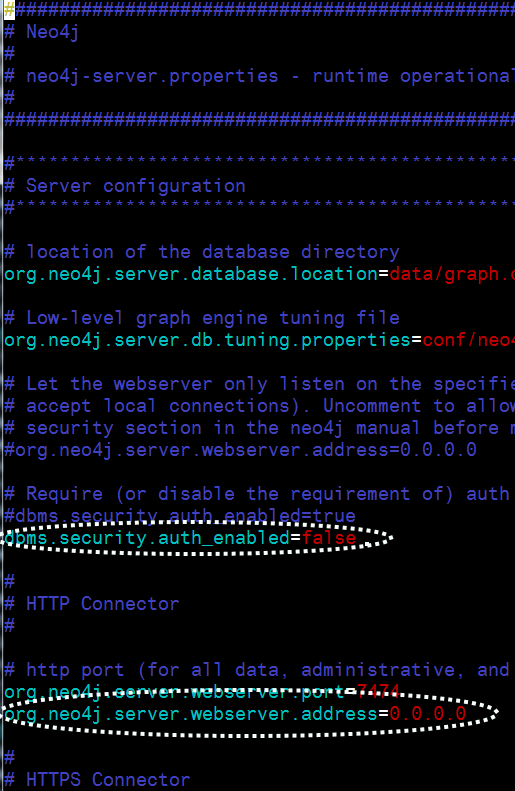 ###############################################
# Neo4j
#
# neo4j-server.properties - runtime operational
#
###############################################
#**********************************************
# Server configuration
#**********************************************
# location of the database directory
org.neo4j.server.database.location=data/graph.
# Low-level graph engine tuning file
org.neo4j.server.db.tuning.properties=conf/neo4
# Let the webserver only listen on the specifie
# accept local connections). Uncomment to allow
# security section in the neo4j manual before m
#org.neo4j.server.webserver.address=0.0.0.0
# Require (or disable the requirement of) auth
#dbms.security.auth_enabled=true
dbms.security.auth_enabled=false
#
# HTTP Connector
#
# http port (for all data, administrative, and
org.neo4j.server.webserver.port=7474
org.neo4j.server.webserver.address=0.0.0.0
#
# HTTPS Connector